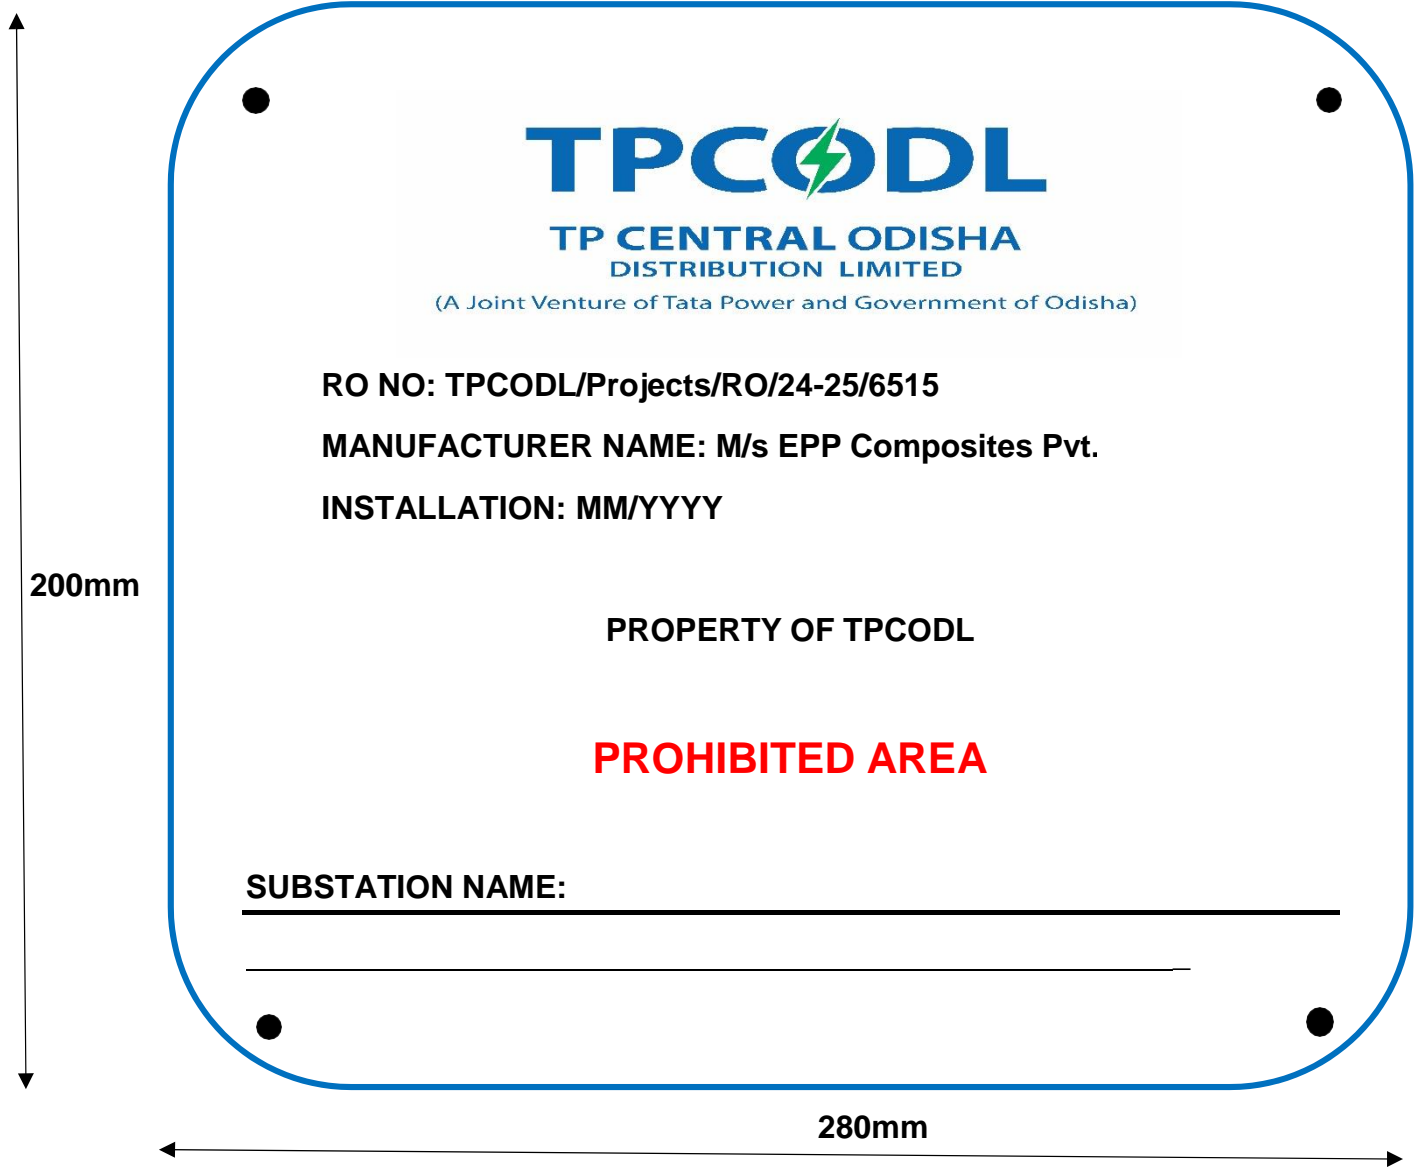 TPCODL
TP CENTRAL ODISHA
DISTRIBUTION LIMITED
(A Joint Venture of Tata Power and Government of Odisha)
RO NO: TPCODL/Projects/RO/24-25/6515
MANUFACTURER NAME: M/s EPP Composites Pvt.
INSTALLATION: MM/YYYY
200mm
PROPERTY OF TPCODL
PROHIBITED AREA
SUBSTATION NAME:
280mm